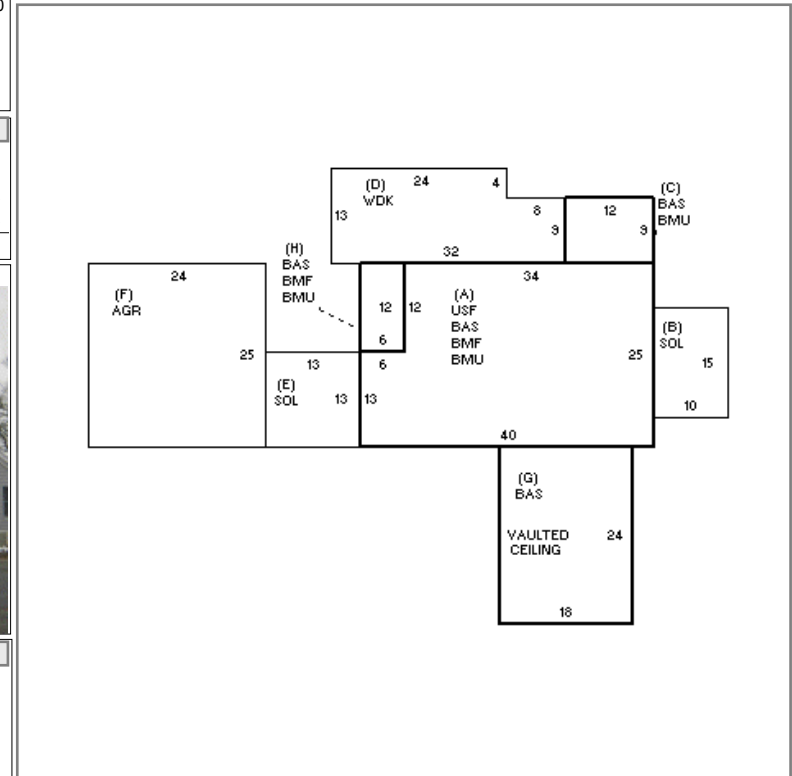 (D)
WDK
24
4
13
8
9
32
(C)
BAS
BMU
12
9
(H)
BAS
BMF
BMU
12
6
(F)
AGR
24
25
(A)
USF
BAS
BMF
BMU
34
12
6
25
13
40
(B)
SOL
15
10
(E)
SOL
13
13
(G)
BAS
VAULTED
CEILING
24
18